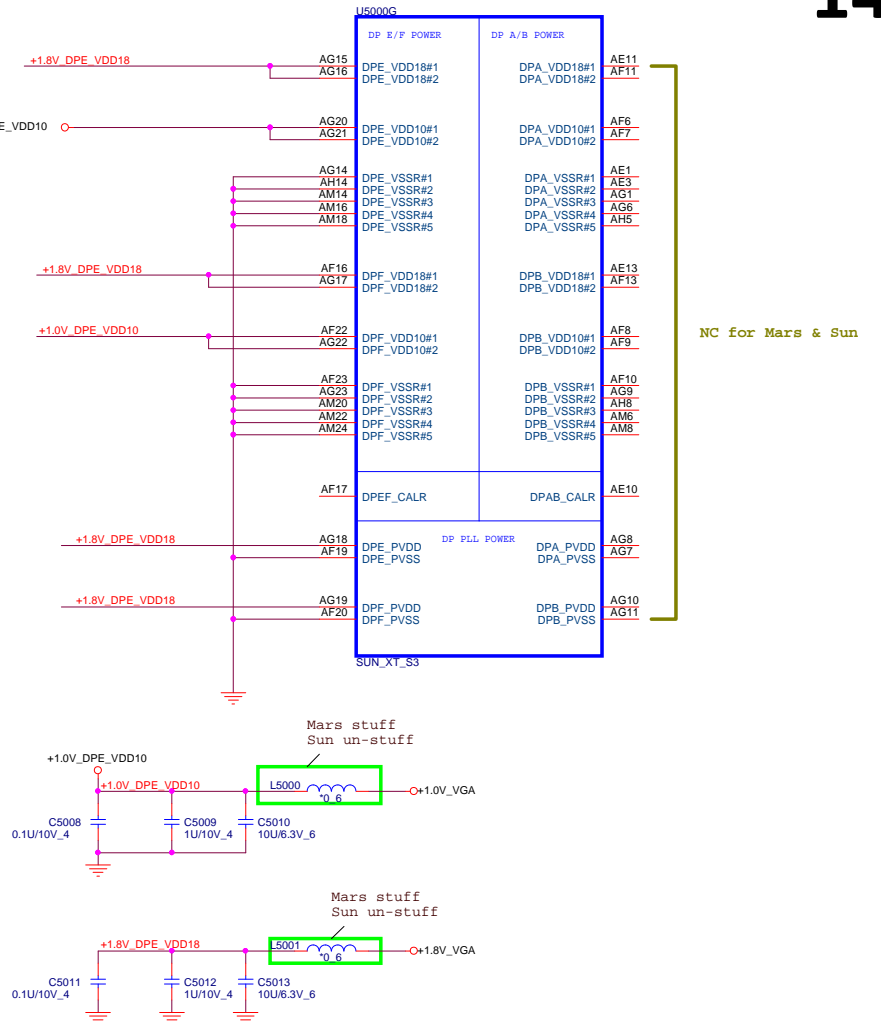 14
U5000G
DP E/F POWER DP A/B POWER
+1.8V_DPE_VDD18 AG15 DPE_VDD18#1 DPA_VDD18#1 AE11
AG16 DPE_VDD18#2 DPA_VDD18#2 AF11
E_VDD10 AG20 DPE_VDD10#1 DPA_VDD10#1 AF6
AG21 DPE_VDD10#2 DPA_VDD10#2 AF7
AG14 DPE_VSSR#1 DPA_VSSR#1 AE1
AH14 DPE_VSSR#2 DPA_VSSR#2 AE3
AM14 DPE_VSSR#3 DPA_VSSR#3 AG1
AM16 DPE_VSSR#4 DPA_VSSR#4 AG6
AM18 DPE_VSSR#5 DPA_VSSR#5 AH5
+1.8V_DPE_VDD18 AF16 DPF_VDD18#1 DPB_VDD18#1 AE13
AG17 DPF_VDD18#2 DPB_VDD18#2 AF13
+1.0V_DPE_VDD10 AF22 DPF_VDD10#1 DPB_VDD10#1 AF8
AG22 DPF_VDD10#2 DPB_VDD10#2 AF9
NC for Mars & Sun
AF23 DPF_VSSR#1 DPB_VSSR#1 AF10
AG23 DPF_VSSR#2 DPB_VSSR#2 AG9
AM20 DPF_VSSR#3 DPB_VSSR#3 AH8
AM22 DPF_VSSR#4 DPB_VSSR#4 AM6
AM24 DPF_VSSR#5 DPB_VSSR#5 AM8
AF17 DPEF_CALR DPAB_CALR AE10
DP PLL POWER
+1.8V_DPE_VDD18 AG18 DPE_PVDD DPA_PVDD AG8
AF19 DPE_PVSS DPA_PVSS AG7
+1.8V_DPE_VDD18 AG19 DPF_PVDD DPB_PVDD AG10
AF20 DPF_PVSS DPB_PVSS AG11
SUN_XT_S3
Mars stuff
Sun un-stuff
+1.0V_DPE_VDD10
+1.0V_DPE_VDD10 L5000 +1.0V_VGA
*0_6
C5008 C5009 C5010
0.1U/10V_4 1U/10V_4 10U/6.3V_6
Mars stuff
Sun un-stuff
+1.8V_DPE_VDD18 L5001 +1.8V_VGA
*0_6
C5011 C5012 C5013
0.1U/10V_4 1U/10V_4 10U/6.3V_6